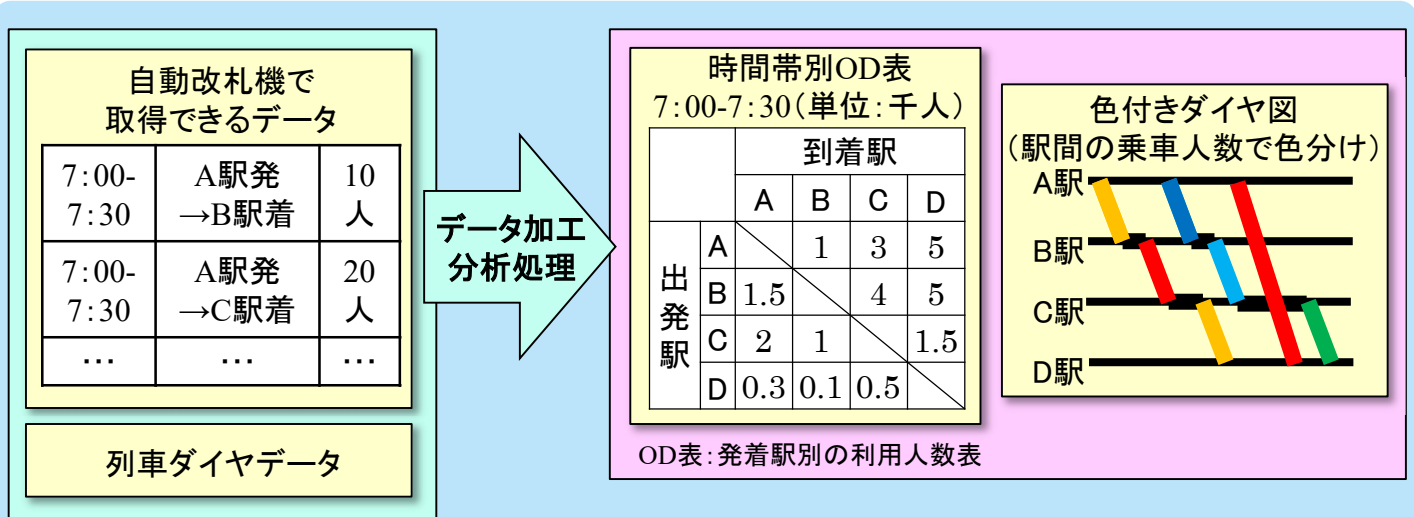 自動改札機で
取得できるデータ
7:00-
7:30
A駅発
→B駅着
10
人
7:00-
7:30
A駅発
→C駅着
20
人
… … …
列車ダイヤデータ
データ加工
分析処理
時間帯別OD表
7:00-7:30(単位:千人)
到着駅
A B C D
出発駅
A 1 3 5
B 1.5 4 5
C 2 1 1.5
D 0.3 0.1 0.5
OD表:発着駅別の利用人数表
色付きダイヤ図
(駅間の乗車人数で色分け)
A駅
B駅
C駅
D駅